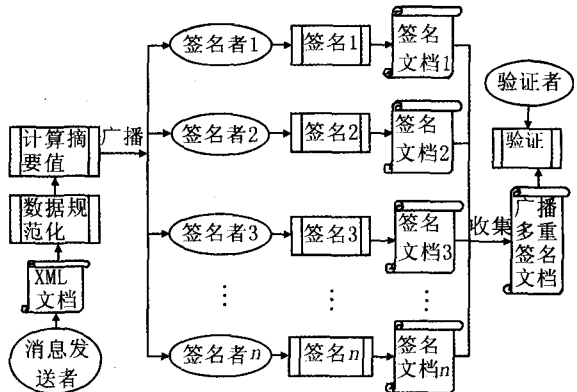 签名者1
签名1
签名
文档1
签名者2
签名2
签名
文档2
签名者3
签名3
签名
文档3
签名者n
签名n
签名
文档n
计算摘
要值
广播
数据规
范化
XML
文档
消息发
送者
收集
验证者
验证
广播
多重
签名
文档